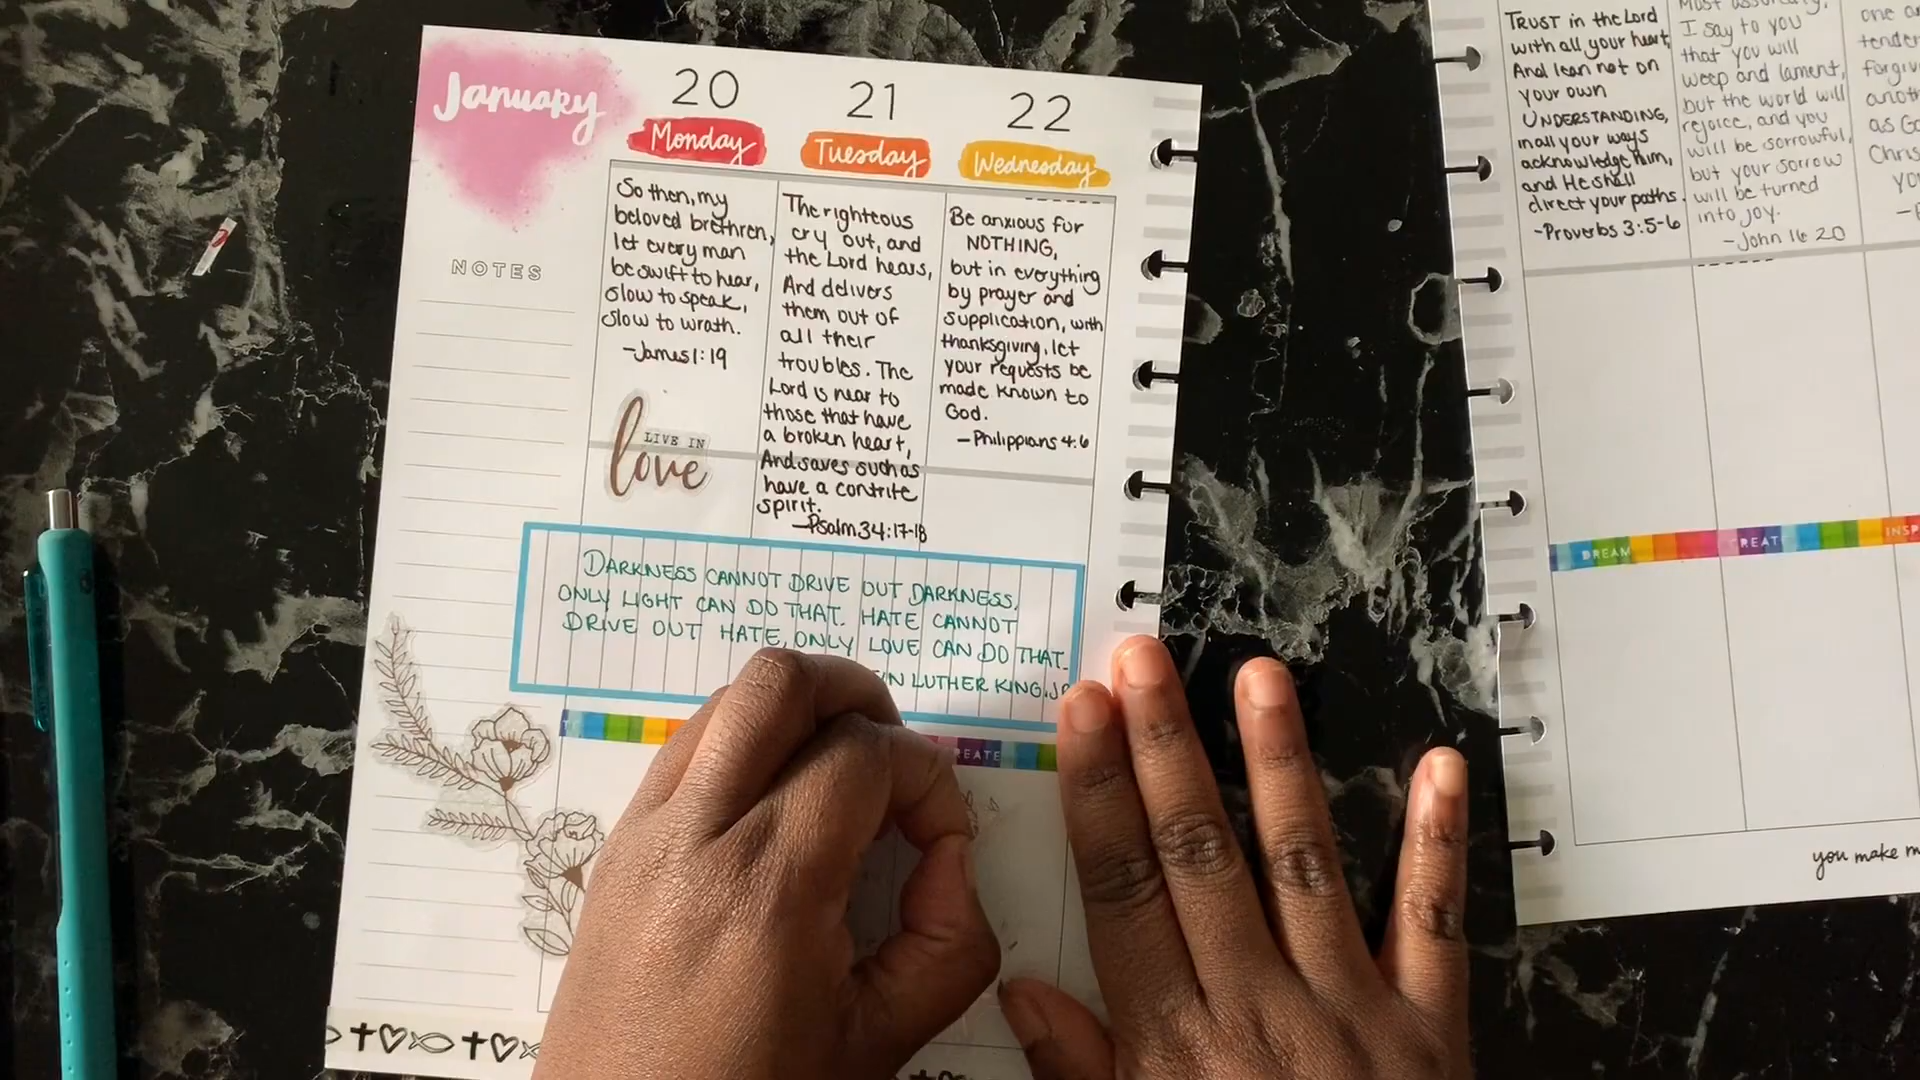 January
20
Monday
21
Tuesday
22
Wednesday
NOTES
So then, my
beloved brethren,
let every man
be swift to hear,
slow to speak,
slow to wrath.
-James 1:19
LIVE IN
love
The righteous
cry out, and
the Lord hears,
And delivers
them out of
all their
troubles. The
Lord is near to
those that have
a broken heart,
And saves such as
have a contrite
spirit.
-Psalm 34:17-18
Be anxious for
NOTHING,
but in everything
by prayer and
supplication, with
thanksgiving, let
your requests be
made known to
God.
-Philippians 4:6
DARKNESS CANNOT DRIVE OUT DARKNESS,
ONLY LIGHT CAN DO THAT. HATE CANNOT
DRIVE OUT HATE, ONLY LOVE CAN DO THAT.
LUTHER KING, JR
TRUST in the Lord
with all your heart,
And lean not on
your own
UNDERSTANDING,
in all your ways
acknowledge Him,
and He shall
direct your paths.
-Proverbs 3:5-6
Most assuredly,
I say to you
that you will
weep and lament,
but the world will
rejoice, and you
will be sorrowful,
but your sorrow
will be turned
into joy.
-John 16 20
one
tender
another
as
DREAM
you make